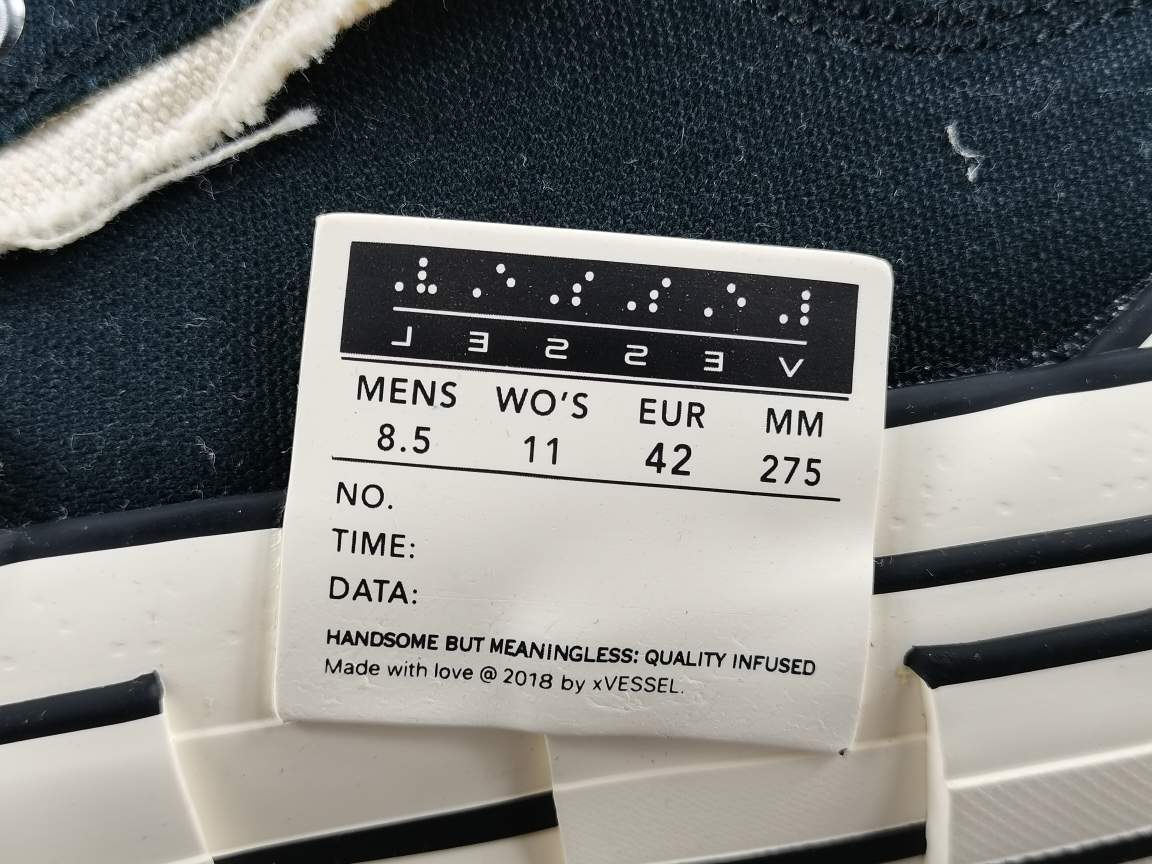 VESSEL
MENS WO'S EUR MM
8.5 11 42 275
NO.
TIME:
DATA:
HANDSOME BUT MEANINGLESS: QUALITY INFUSED
Made with love @ 2018 by xVESSEL.